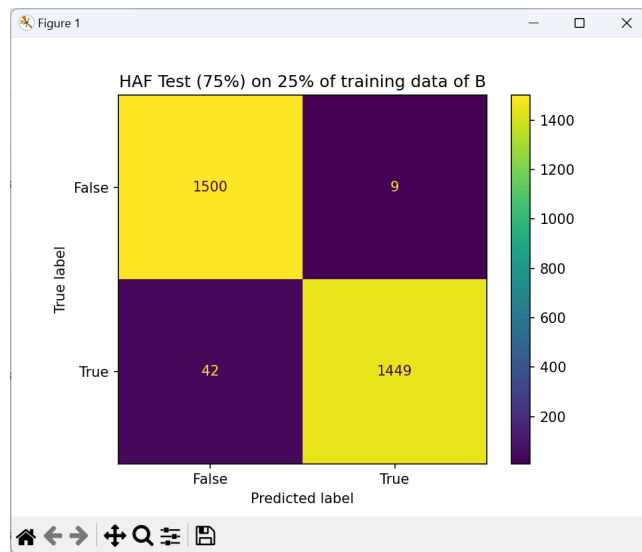 Figure 1
HAF Test (75%) on 25% of training data of B
False
1500
9
True label
True
42
1449
False
True
Predicted label
1400
1200
1000
800
600
400
200